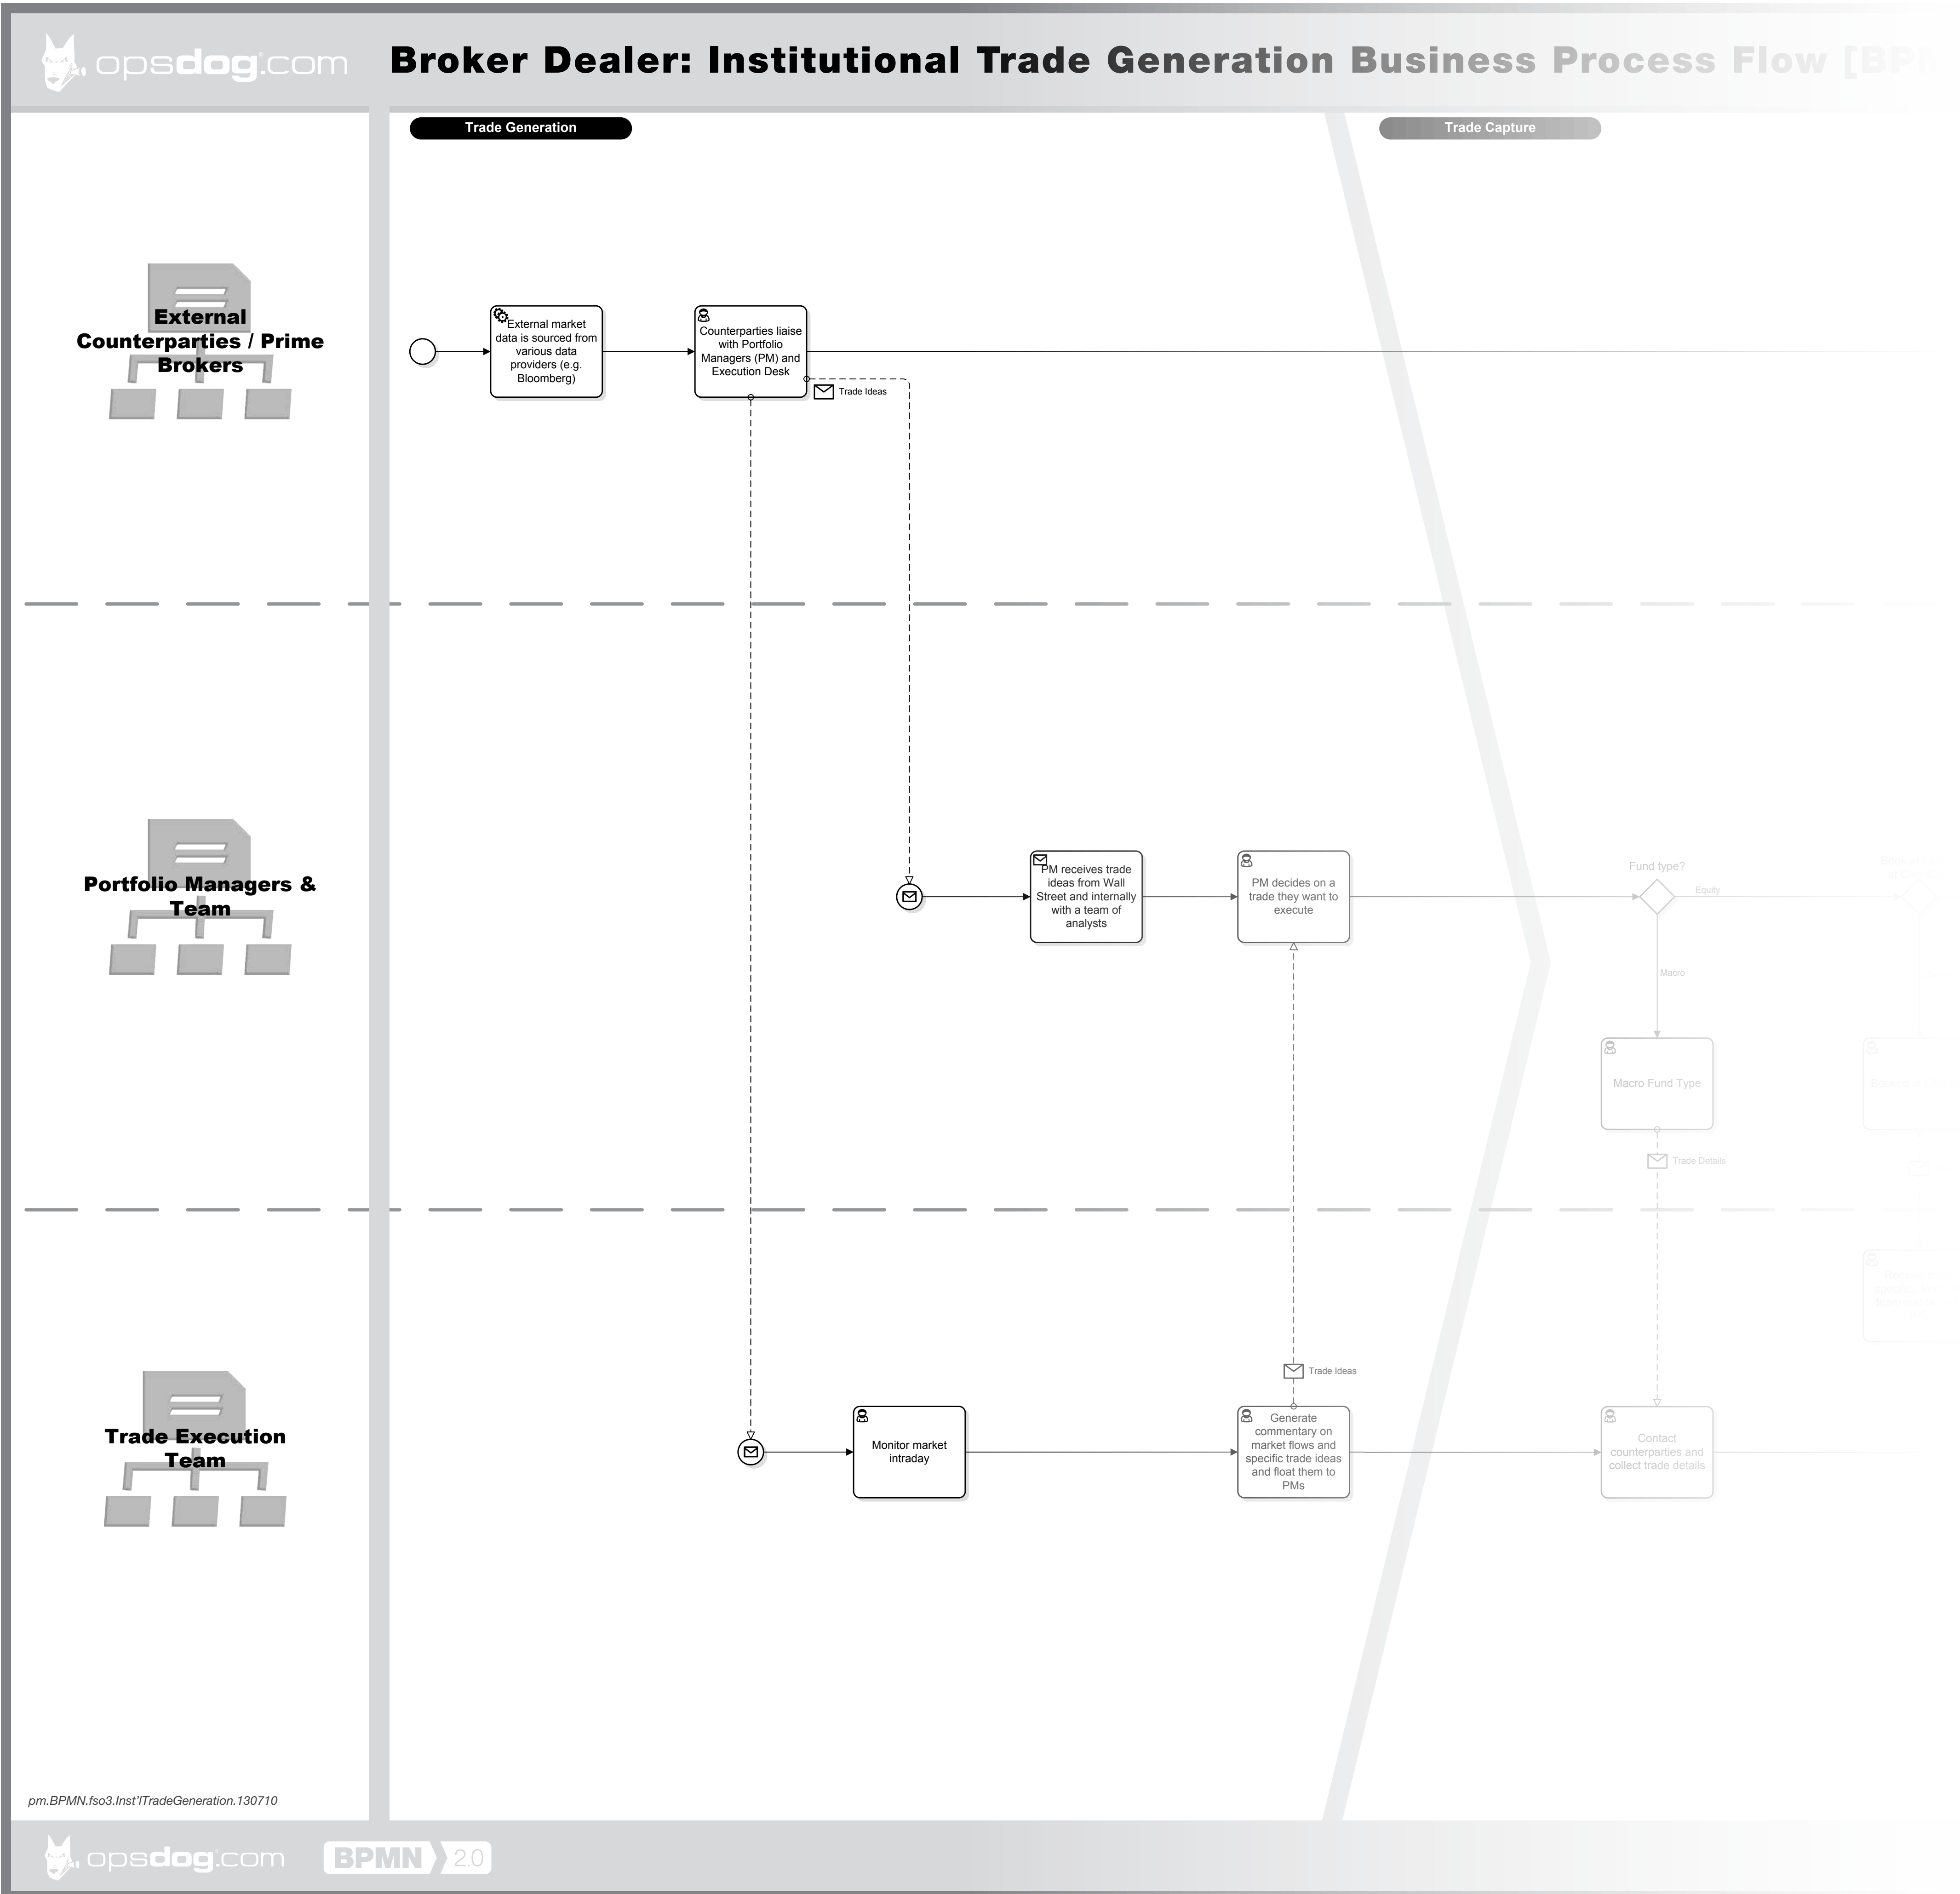 opsdog.com
Broker Dealer: Institutional Trade Generation Business Process Flow [BP
Trade Generation
Trade Capture
External
Counterparties / Prime
Brokers
External market
data is sourced from
various data
providers (e.g.
Bloomberg)
Counterparties liaise
with Portfolio
Managers (PM) and
Execution Desk
Trade Ideas
Portfolio Managers &
Team
PM receives trade
ideas from Wall
Street and internally
with a team of
analysts
PM decides on a
trade they want to
execute
Fund type?
Equity
Macro
Macro Fund Type
Trade Details
Trade Execution
Team
Monitor market
intraday
Trade Ideas
Generate
commentary on
market flows and
specific trade ideas
and float them to
PMs
Contact
counterparties and
collect trade details
pm.BPMN.fso3.Inst'lTradeGeneration.130710
opsdog.com
BPMN 2.0